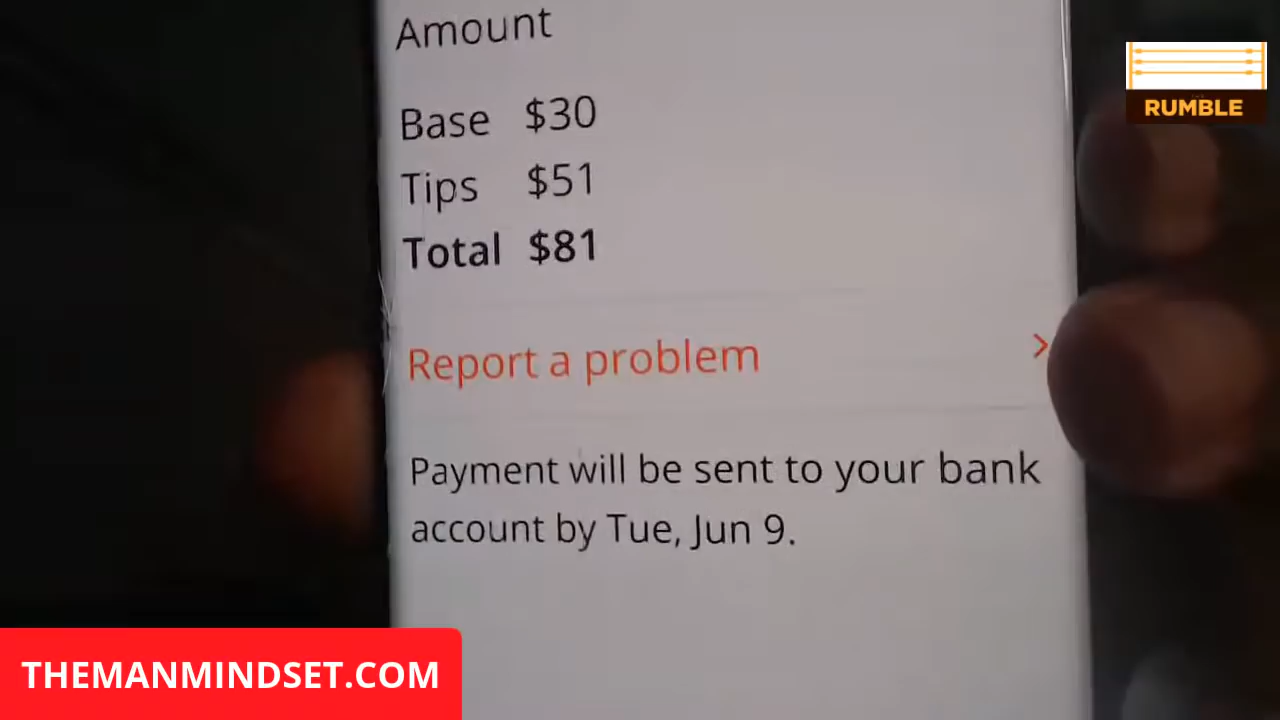 Amount
Base $30
Tips $51
Total $81
Report a problem >
Payment will be sent to your bank
account by Tue, Jun 9.
RUMBLE
THEMANMINDSET.COM